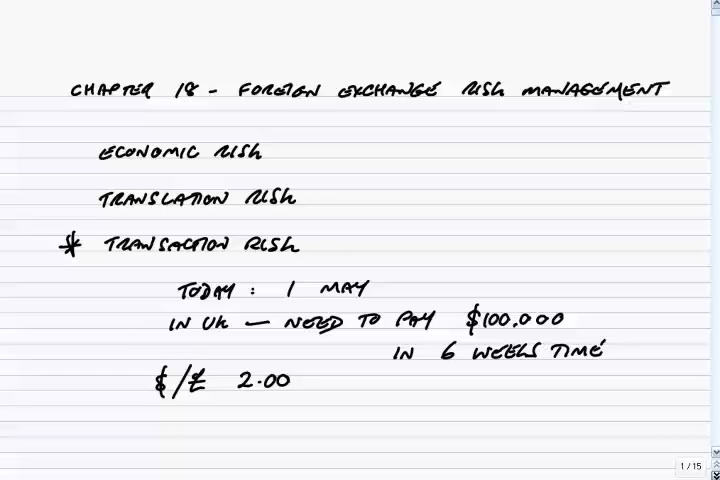 CHAPTER 18 - FOREIGN EXCHANGE RISK MANAGEMENT
ECONOMIC RISK
TRANSLATION RISK
* TRANSACTION RISK
TODAY : 1 MAY
IN UK - NEED TO PAY $100.000
IN 6 WEEKS TIME
$/£ 2.00
1 / 15